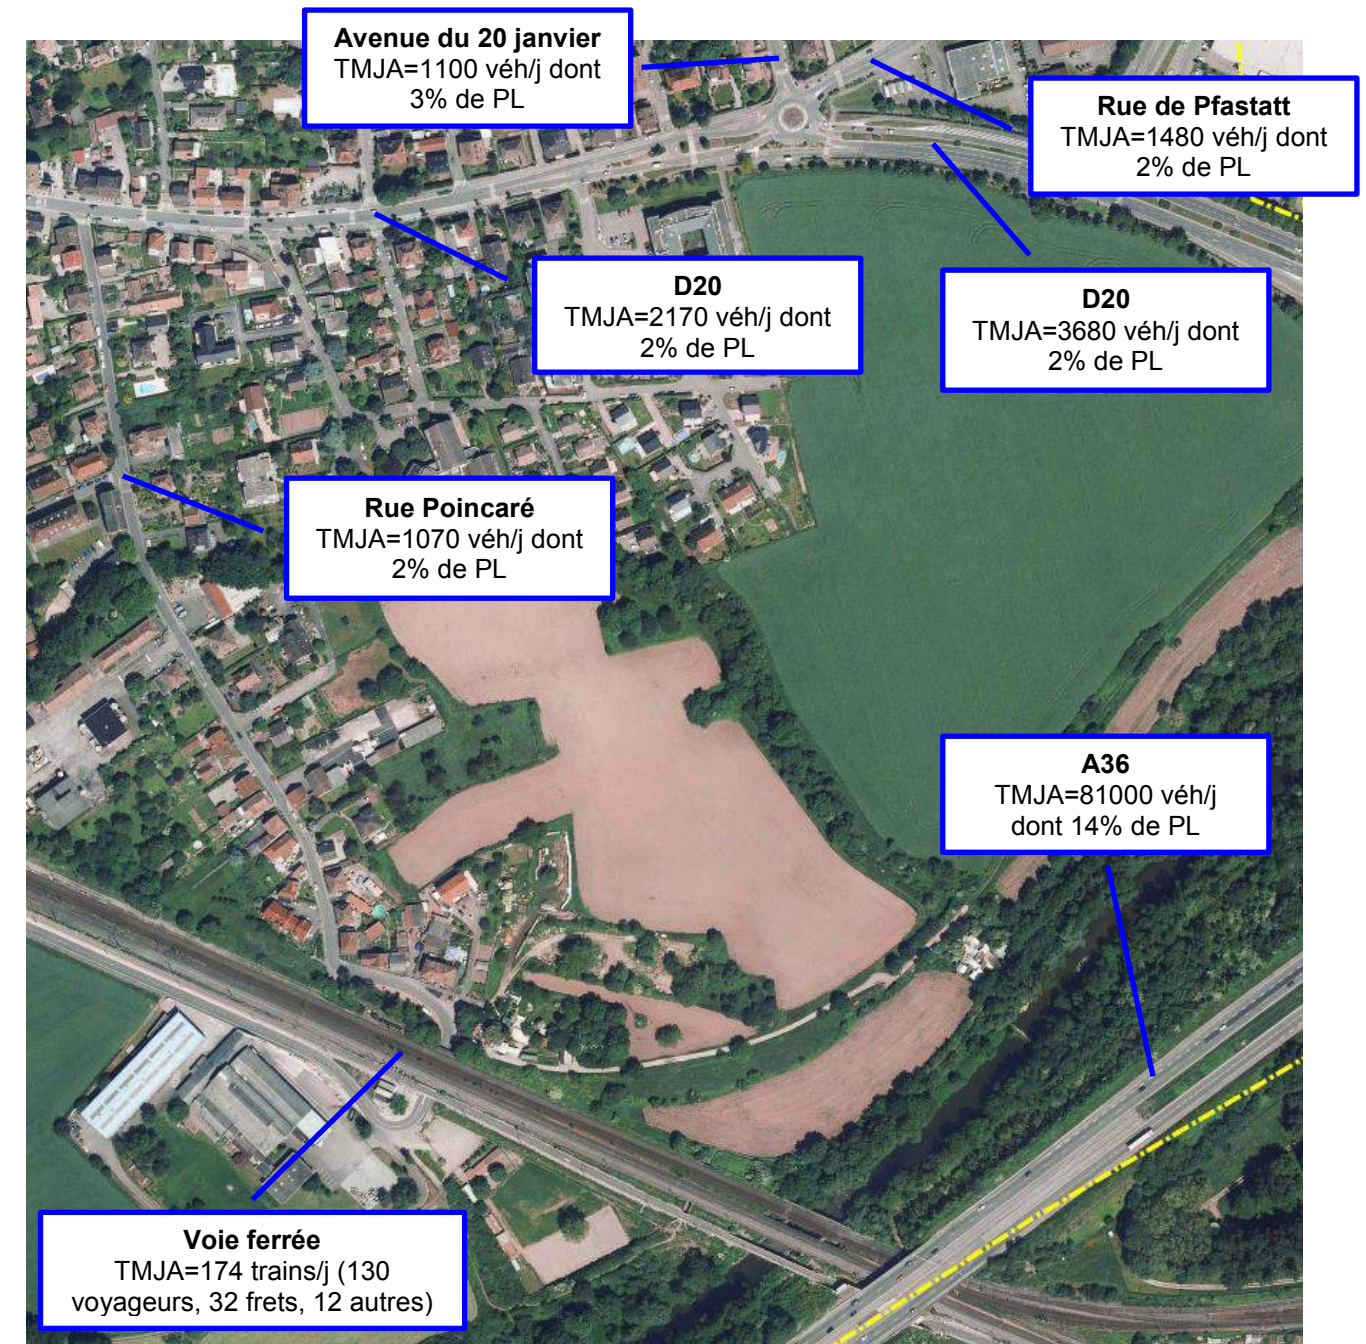 Avenue du 20 janvier
TMJA=1100 véh/j dont
3% de PL
Rue de Pfastatt
TMJA=1480 véh/j dont
2% de PL
D20
TMJA=2170 véh/j dont
2% de PL
D20
TMJA=3680 véh/j dont
2% de PL
Rue Poincaré
TMJA=1070 véh/j dont
2% de PL
A36
TMJA=81000 véh/j
dont 14% de PL
Voie ferrée
TMJA=174 trains/j (130
voyageurs, 32 frets, 12 autres)